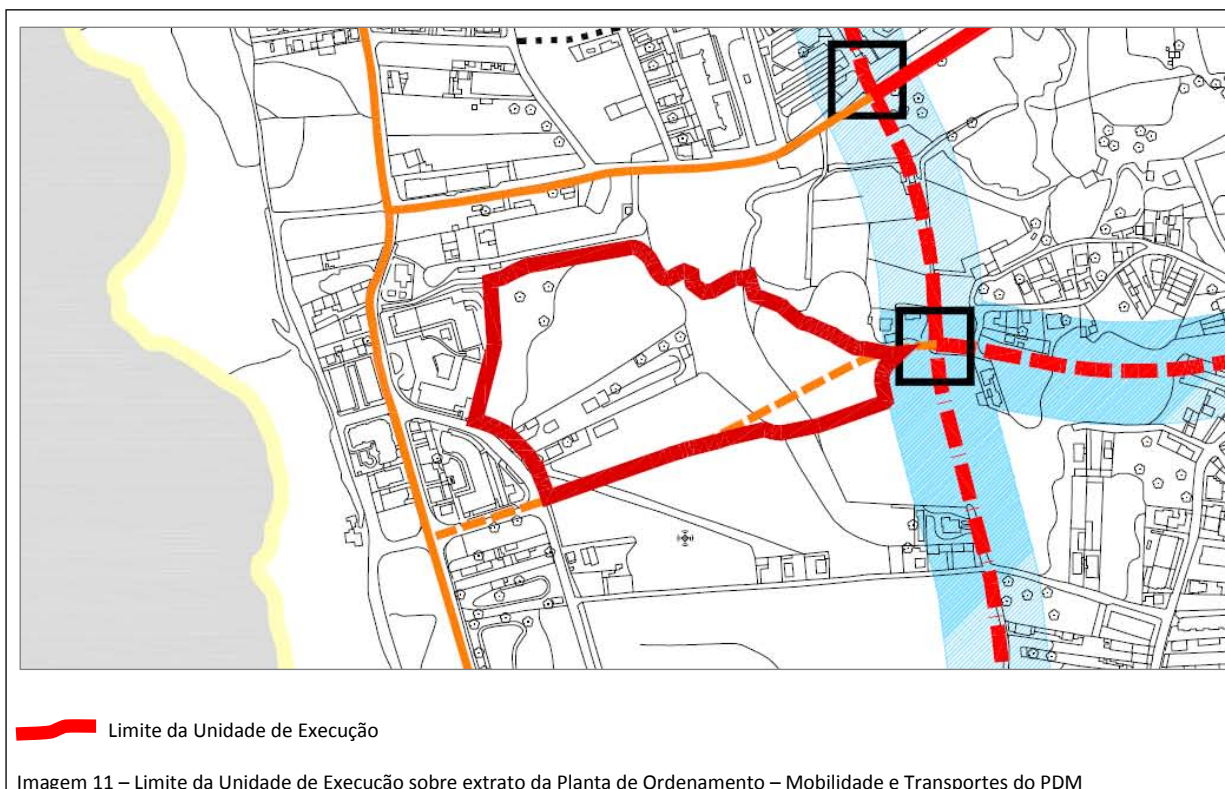 Limite da Unidade de Execução
Imagem 11 – Limite da Unidade de Execução sobre extrato da Planta de Ordenamento – Mobilidade e Transportes do PDM